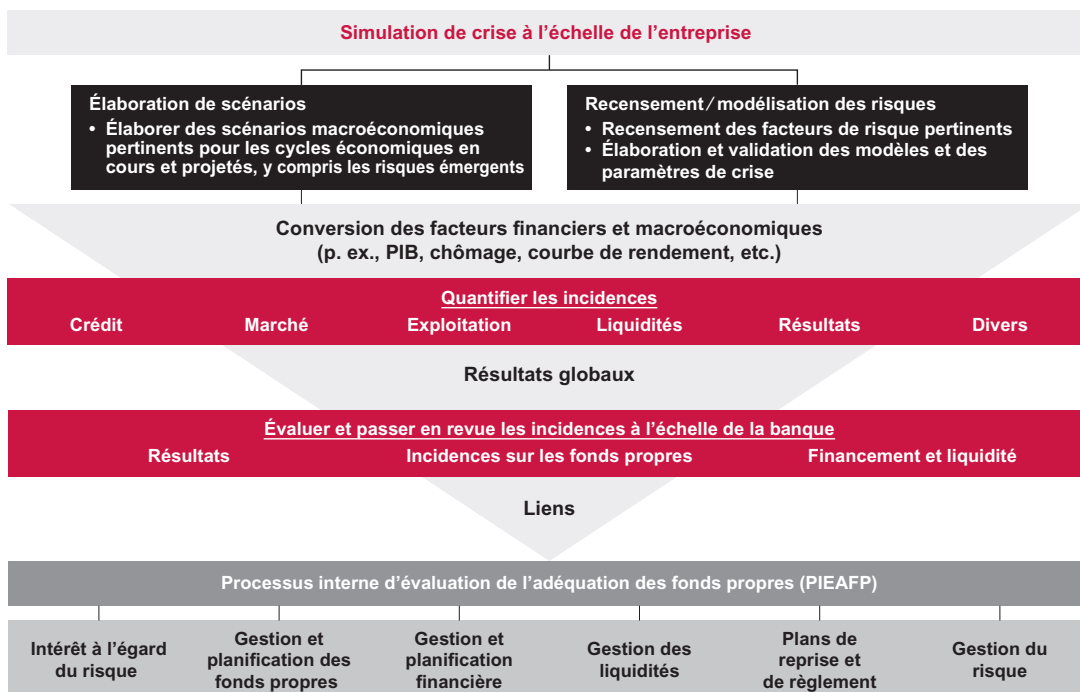 Simulation de crise à l'échelle de l'entreprise
Élaboration de scénarios
• Élaborer des scénarios macroéconomiques
pertinents pour les cycles économiques en
cours et projetés, y compris les risques émergents
Recensement/modélisation des risques
• Recensement des facteurs de risque pertinents
• Élaboration et validation des modèles et des
paramètres de crise
Conversion des facteurs financiers et macroéconomiques
(p. ex., PIB, chômage, courbe de rendement, etc.)
Quantifier les incidences
Crédit Marché Exploitation Liquidités Résultats Divers
Résultats globaux
Évaluer et passer en revue les incidences à l'échelle de la banque
Résultats Incidences sur les fonds propres Financement et liquidité
Liens
Processus interne d'évaluation de l'adéquation des fonds propres (PIEAFP)
Intérêt à l'égard
du risque
Gestion et
planification des
fonds propres
Gestion et
planification
financière
Gestion des
liquidités
Plans de
reprise et
de règlement
Gestion du
risque